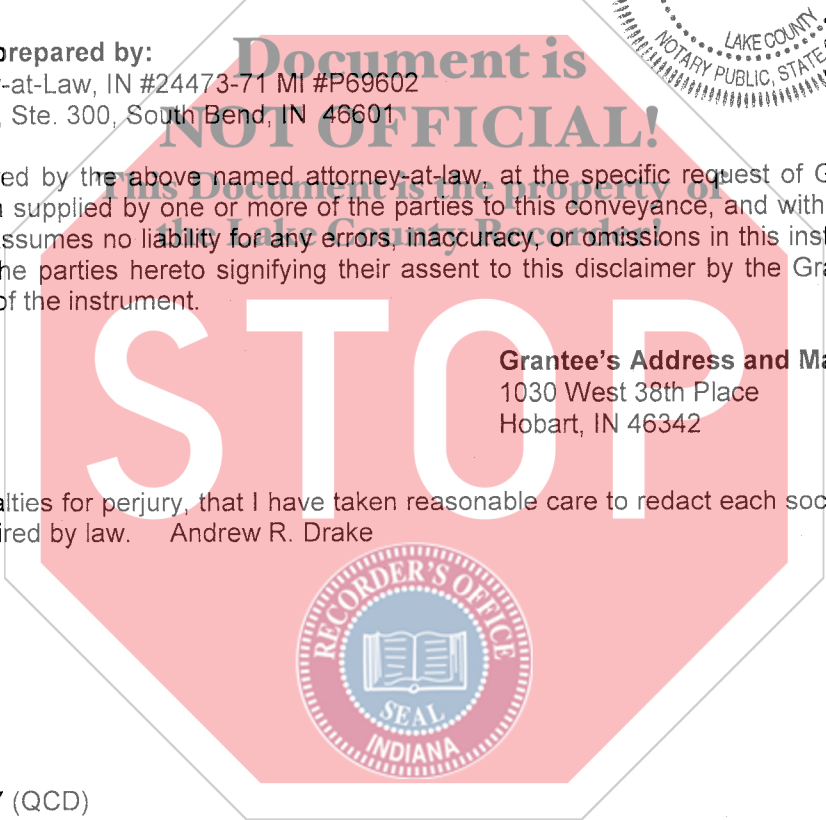 LAKE COUNTY
NOTARY PUBLIC, STATE
prepared by:
-at-Law, IN #24473-71 MI #P69602
, Ste. 300, South Bend, IN 46601
Document is
NOT OFFICIAL!
This Document is the property of
the Lake County Recorder!
ed by the above named attorney-at-law, at the specific request of G
supplied by one or more of the parties to this conveyance, and with
ssumes no liability for any errors, inaccuracy, or omissions in this inst
he parties hereto signifying their assent to this disclaimer by the Gra
of the instrument.
STOP
Grantee's Address and Ma
1030 West 38th Place
Hobart, IN 46342
alties for perjury, that I have taken reasonable care to redact each soc
ired by law. Andrew R. Drake
RECORDER'S OFFICE
SEAL
INDIANA
(QCD)